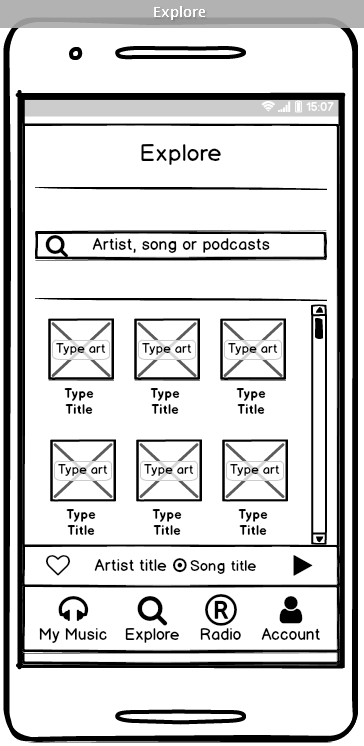 Explore
15:07
Explore
Artist, song or podcasts
Type art Type art Type art
Type Type Type
Title Title Title
Type art Type art Type art
Type Type Type
Title Title Title
Artist title Song title
R
My Music Explore Radio Account